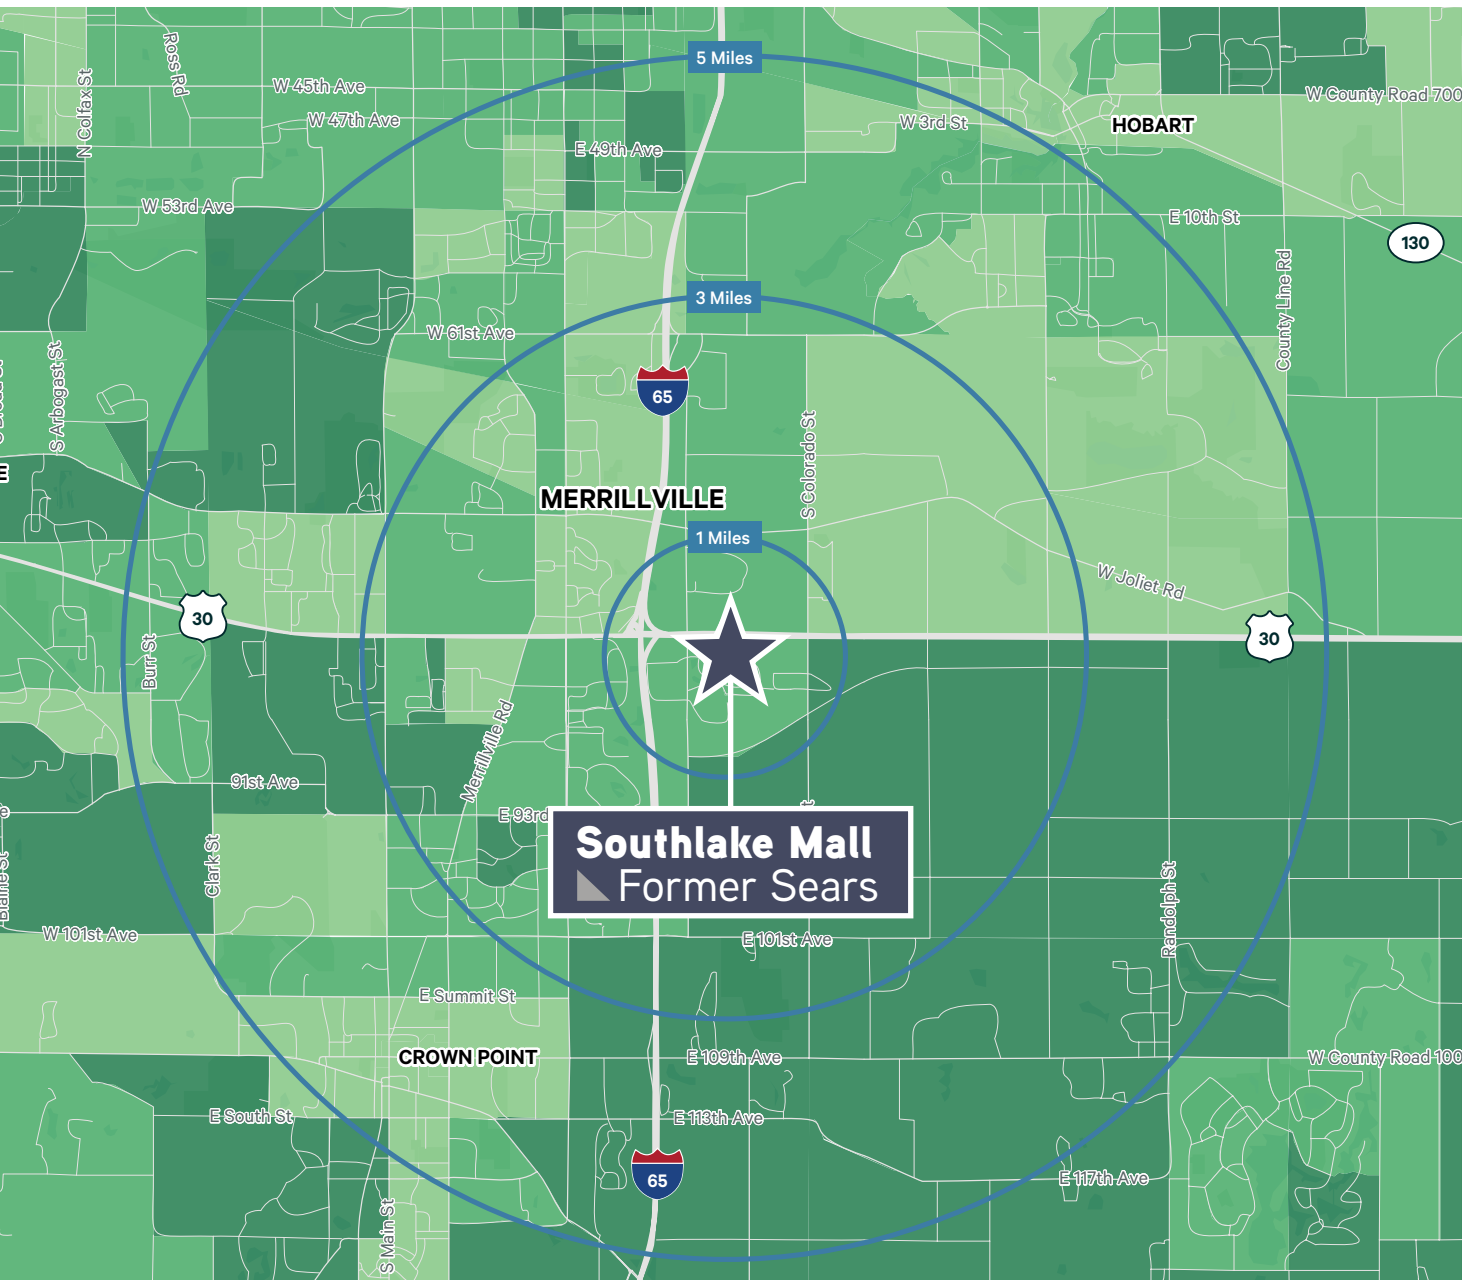 5 Miles
Ross Rd
N Colfax St
W 45th Ave
W 47th Ave
E 49th Ave
W 3rd St
HOBART
W County Road 700
W 53rd Ave
E 10th St
130
County Line Rd
3 Miles
W 61st Ave
S Arbogast St
65
S Colorado St
MERRILLVILLE
1 Miles
W Joliet Rd
30
30
Burr St
Merrillville Rd
91st Ave
E 93rd
Southlake Mall
Former Sears
Clark St
Blaine St
Randolph St
W 101st Ave
E 101st Ave
E Summit St
CROWN POINT
E 109th Ave
W County Road 100
E South St
E 113th Ave
65
E 117th Ave
S Main St